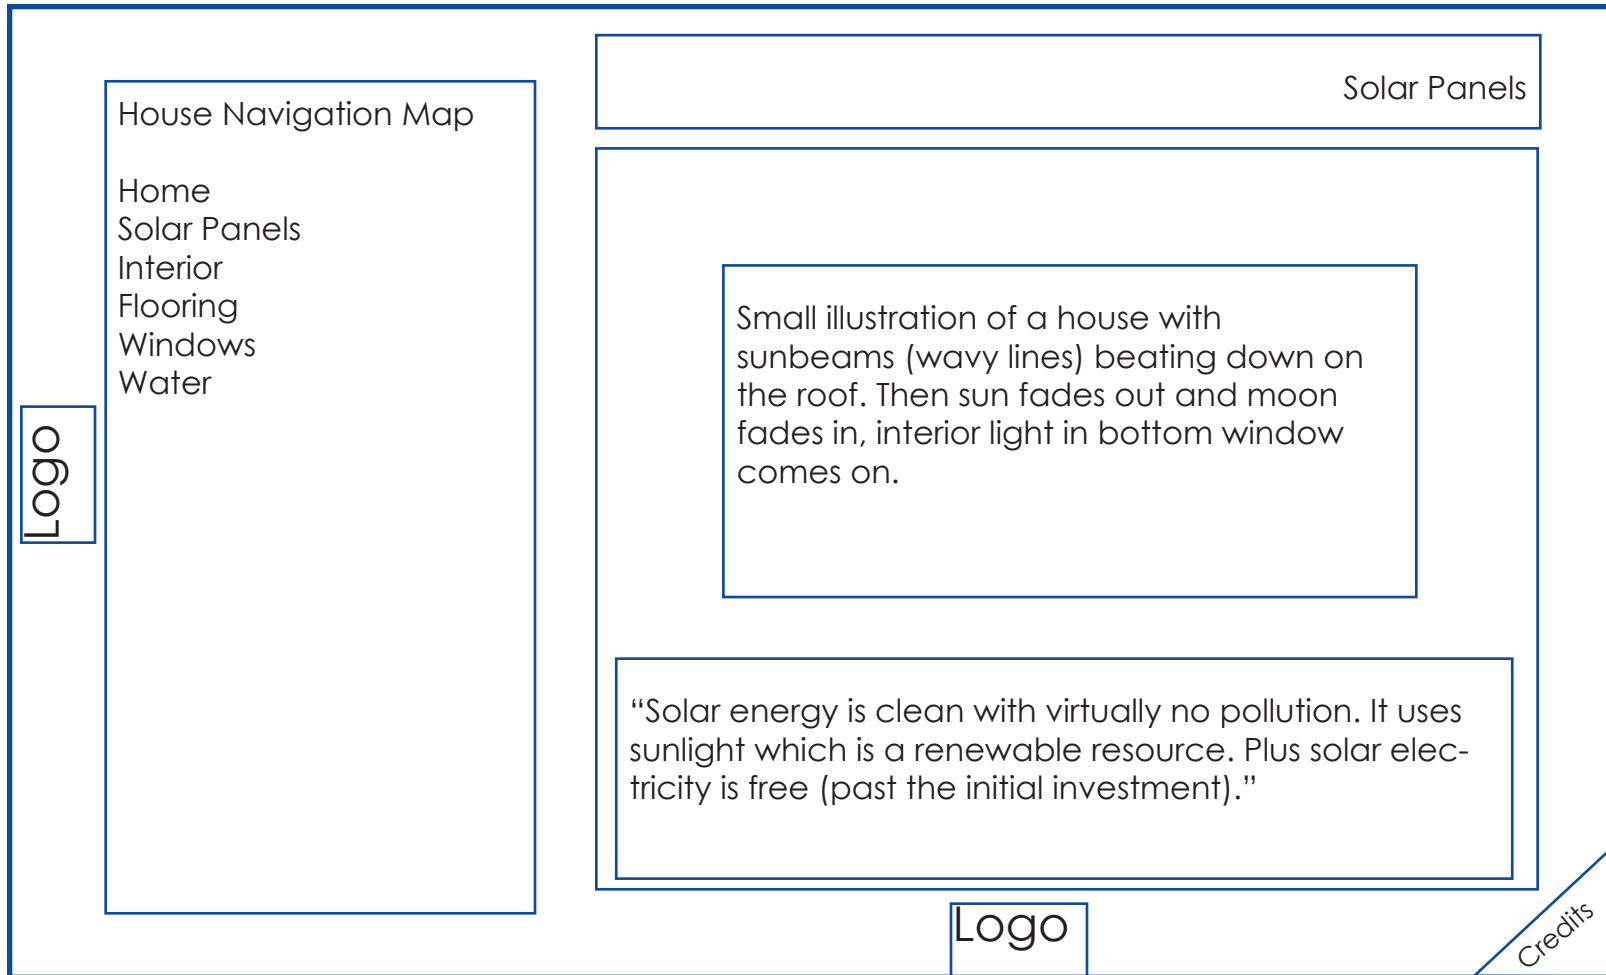 House Navigation Map
Home
Solar Panels
Interior
Flooring
Windows
Water
Logo
Solar Panels
Small illustration of a house with
sunbeams (wavy lines) beating down on
the roof. Then sun fades out and moon
fades in, interior light in bottom window
comes on.
“Solar energy is clean with virtually no pollution. It uses
sunlight which is a renewable resource. Plus solar elec-
tricity is free (past the initial investment).”
Logo
Credits